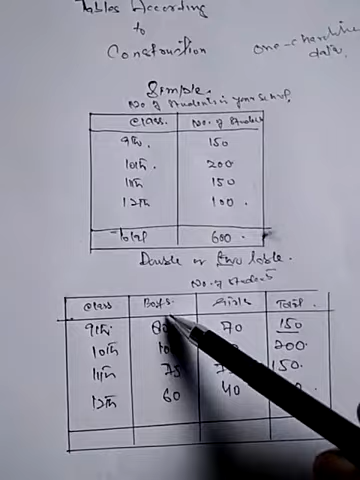 Tables According
to
Construction
one-
data.
Simple.
No of Students in your School.
Class. No. of Student
9th 150
10th. 200
11th 150
12th 100.
Total 600.
Double or two table.
No. of Students
Class Boys. Girls Total.
9th. 80 70 150
10th 200.
11th 75 150.
12th 60 40